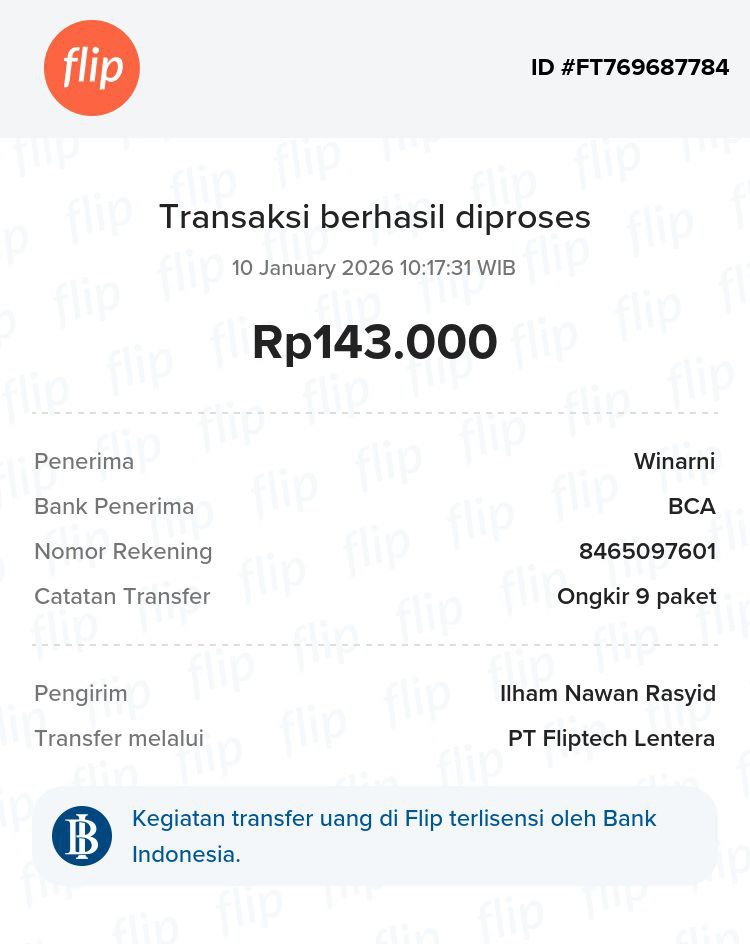 flip
ID #FT769687784
Transaksi berhasil diproses
10 January 2026 10:17:31 WIB
Rp143.000
Penerima Winarni
Bank Penerima BCA
Nomor Rekening 8465097601
Catatan Transfer Ongkir 9 paket
Pengirim Ilham Nawan Rasyid
Transfer melalui PT Fliptech Lentera
Kegiatan transfer uang di Flip terlisensi oleh Bank
Indonesia.